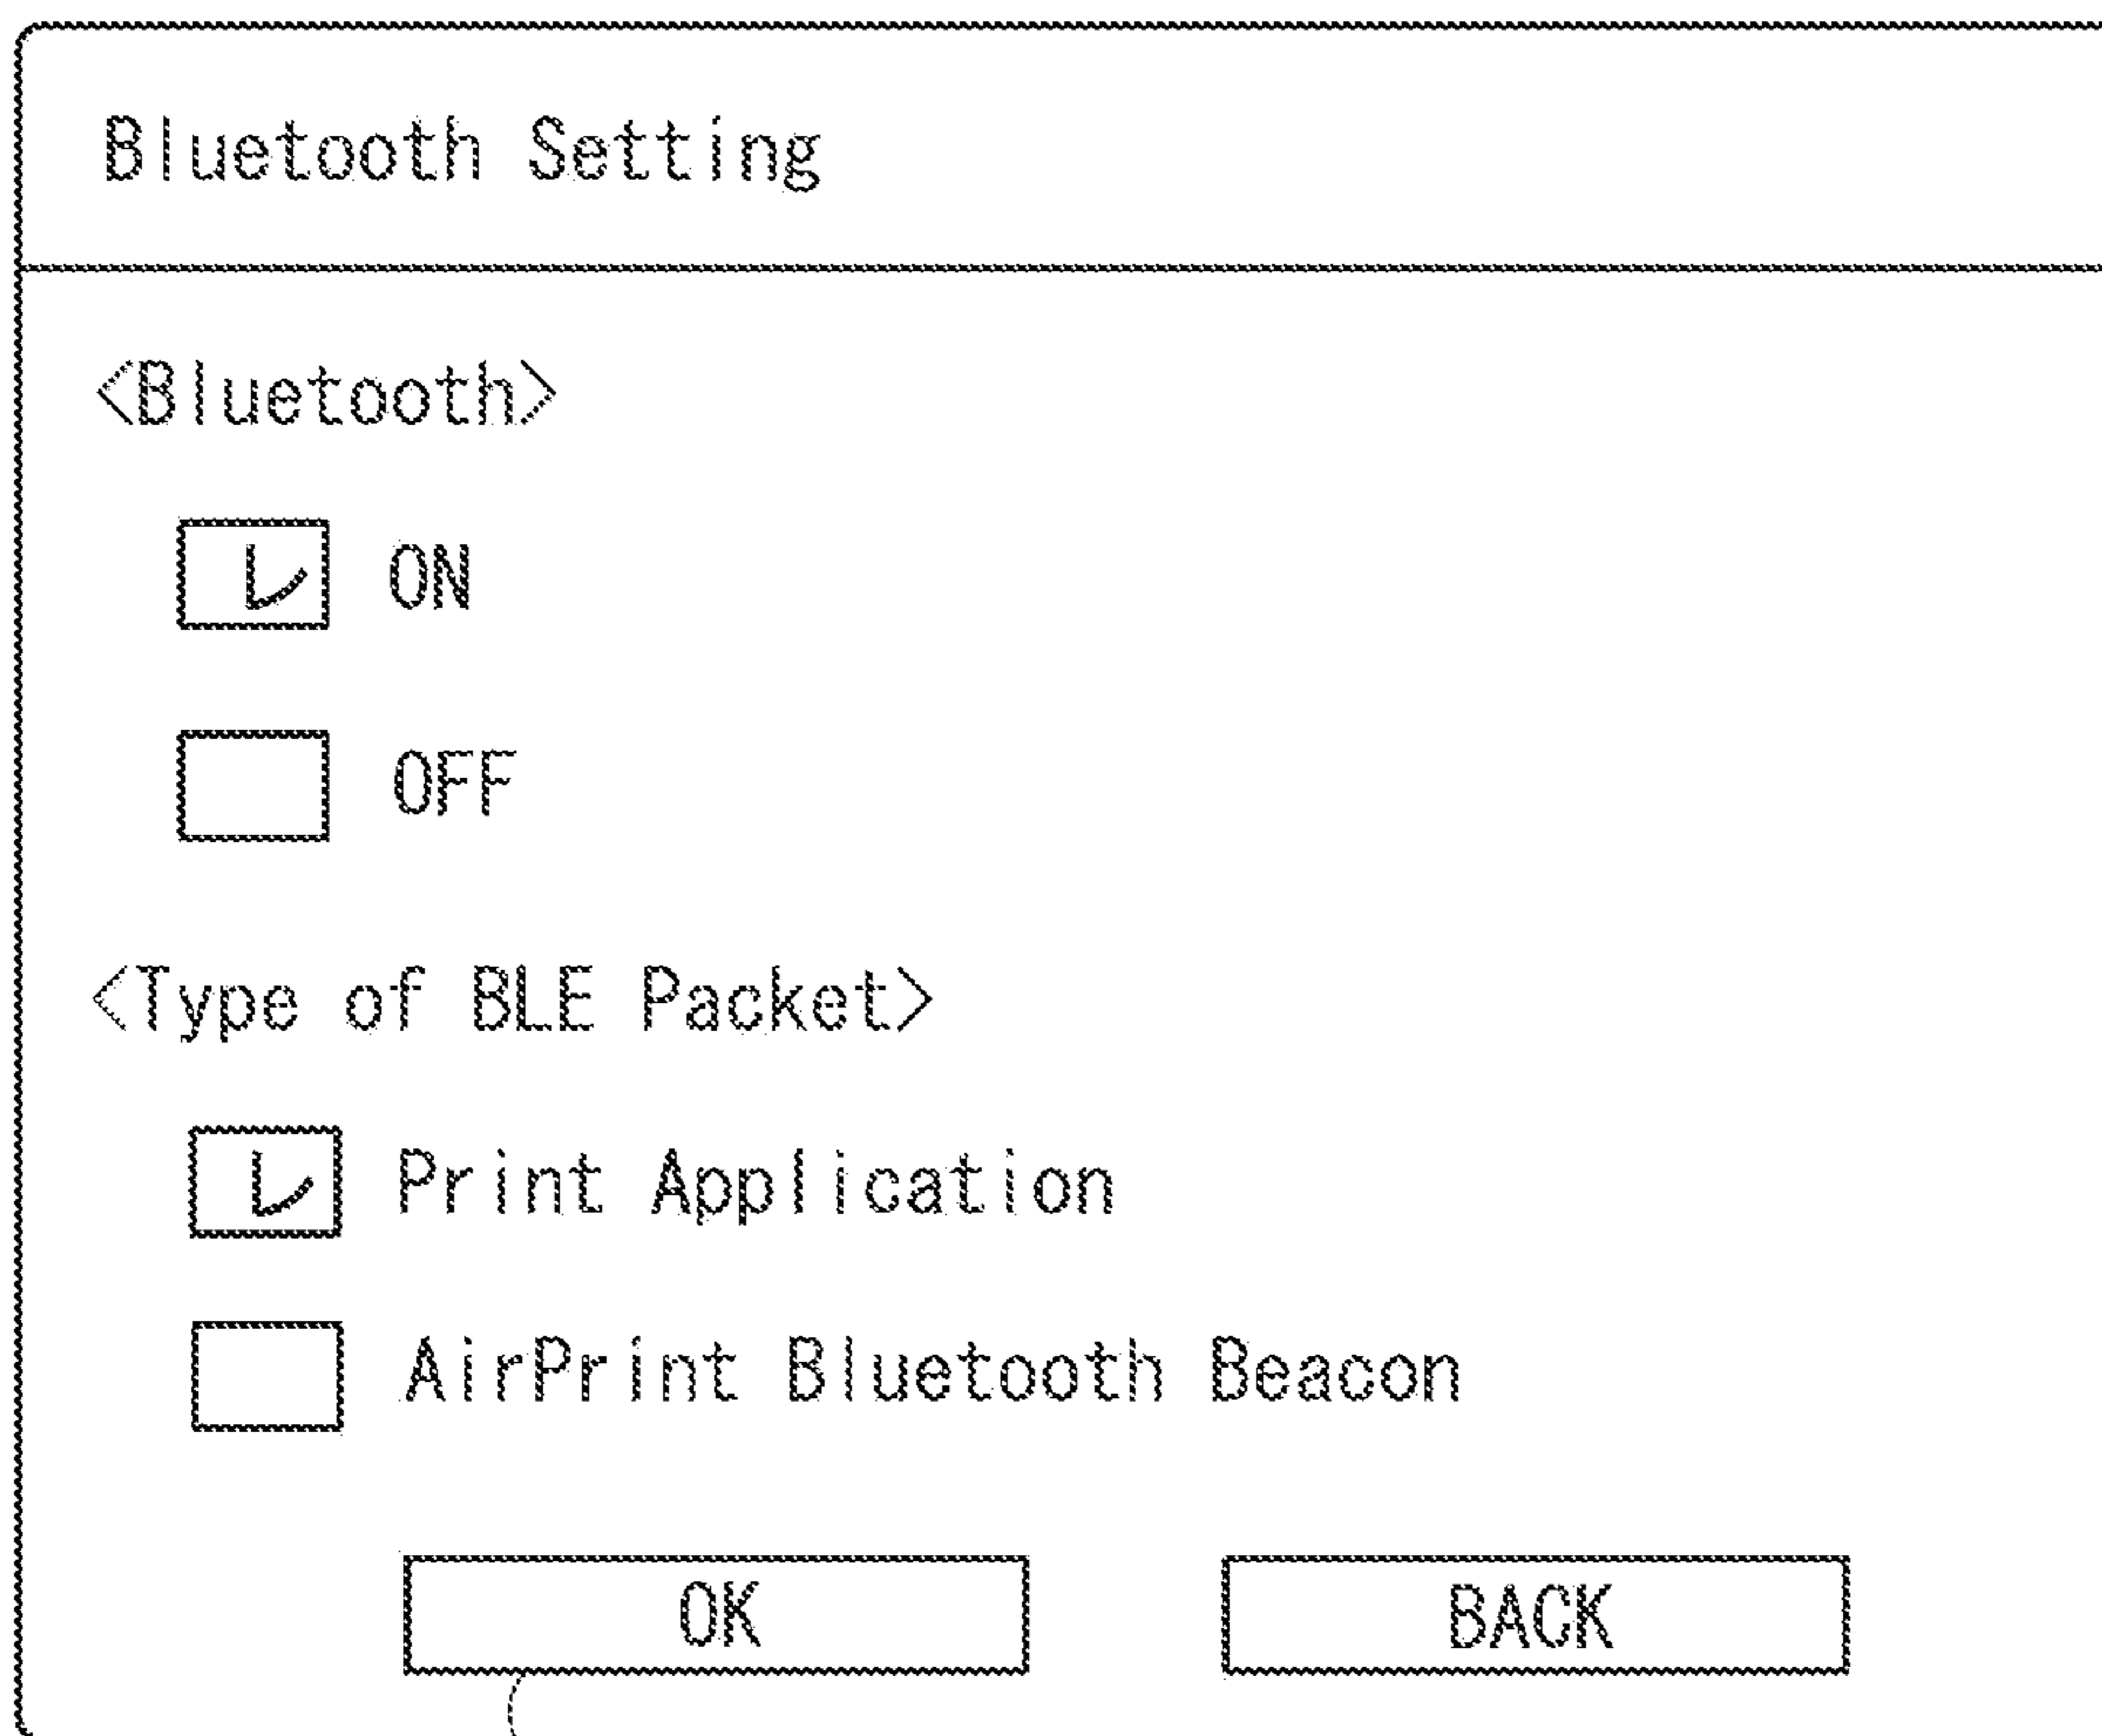 Bluetooth Setting
<Bluetooth>
ON
OFF
<Type of BLE Packet>
Print Application
AirPrint Bluetooth Beacon
OK BACK